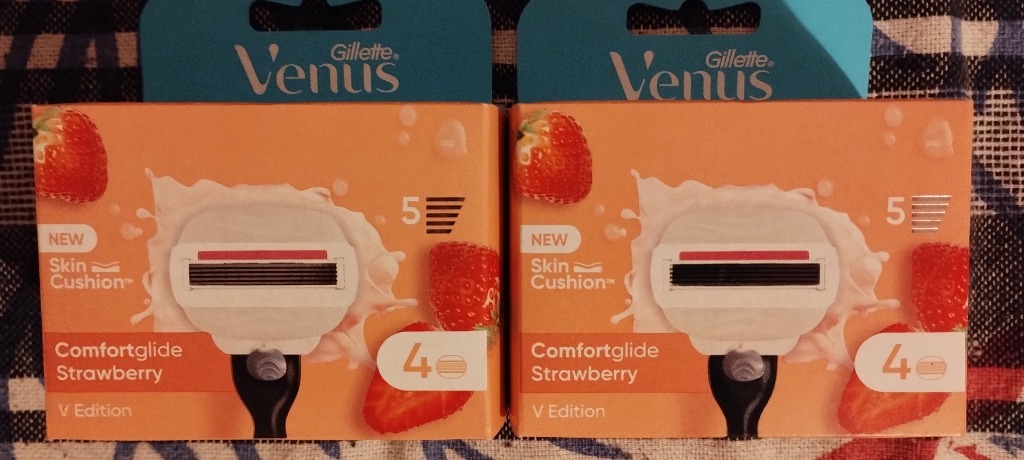 Gillette®
Venus
5
NEW
Skin
Cushion™
Comfortglide
Strawberry
4
V Edition
Gillette®
Venus
5
NEW
Skin
Cushion™
Comfortglide
Strawberry
4
V Edition